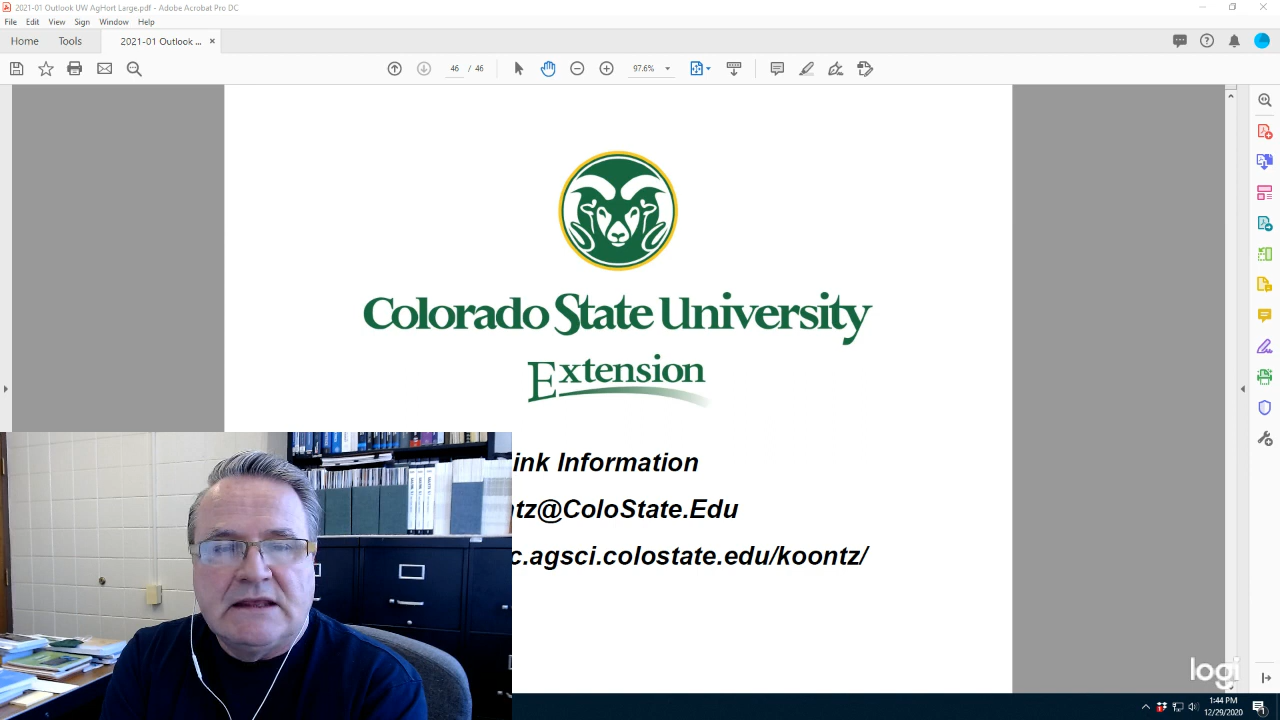 2021-01 Outlook UW AgHort Large.pdf - Adobe Acrobat Pro DC
File Edit View Sign Window Help
Home Tools 2021-01 Outlook ... ×
46 / 46 97.6%
Colorado State University
Extension
ink Information
ntz@ColoState.Edu
c.agsci.colostate.edu/koontz/
logi
1:44 PM
12/29/2020
1